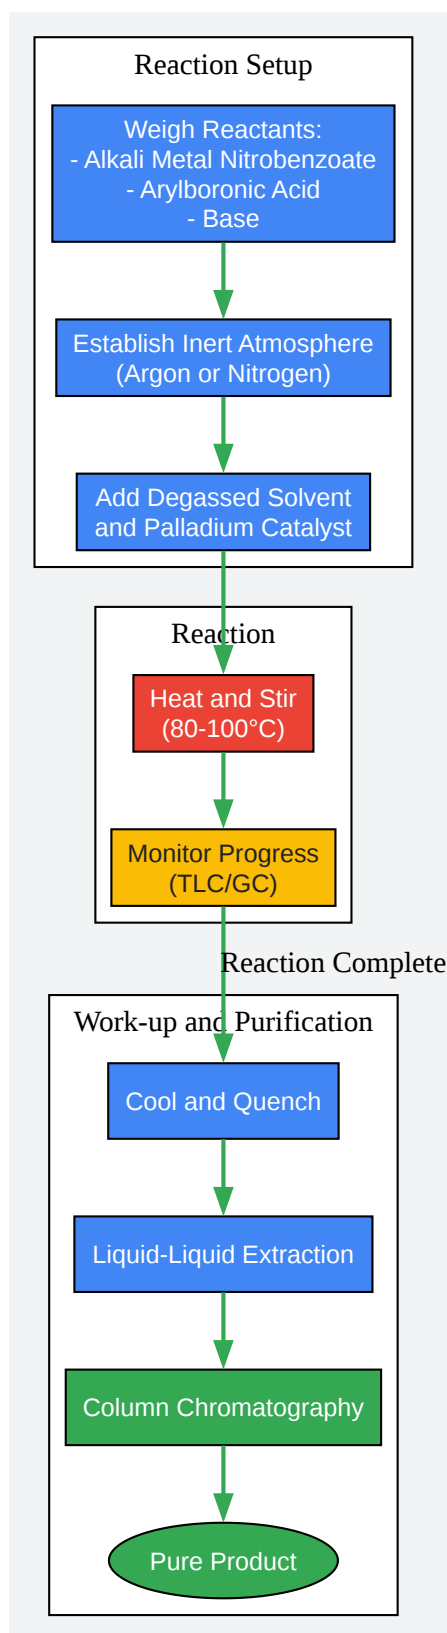 Reaction Setup
Weigh Reactants:
- Alkali Metal Nitrobenzoate
- Arylboronic Acid
- Base
Establish Inert Atmosphere
(Argon or Nitrogen)
Add Degassed Solvent
and Palladium Catalyst
Reaction
Heat and Stir
(80-100°C)
Monitor Progress
(TLC/GC)
Reaction Complete
Work-up and Purification
Cool and Quench
Liquid-Liquid Extraction
Column Chromatography
Pure Product